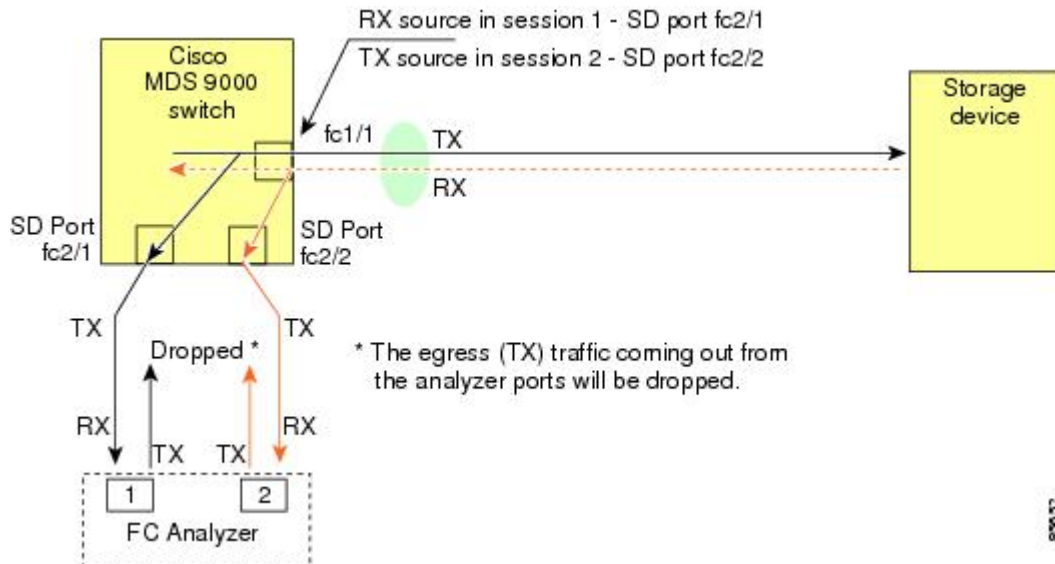 RX source in session 1 - SD port fc2/1
TX source in session 2 - SD port fc2/2
Cisco
MDS 9000
switch
Storage
device
fc1/1
TX
RX
SD Port
fc2/1
SD Port
fc2/2
TX
TX
Dropped *
* The egress (TX) traffic coming out from
the analyzer ports will be dropped.
RX
TX
TX
RX
1
2
FC Analyzer